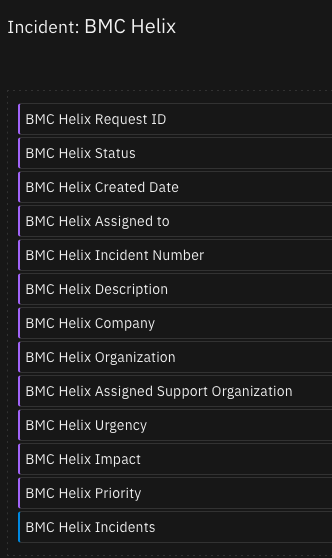 Incident: BMC Helix
BMC Helix Request ID
BMC Helix Status
BMC Helix Created Date
BMC Helix Assigned to
BMC Helix Incident Number
BMC Helix Description
BMC Helix Company
BMC Helix Organization
BMC Helix Assigned Support Organization
BMC Helix Urgency
BMC Helix Impact
BMC Helix Priority
BMC Helix Incidents